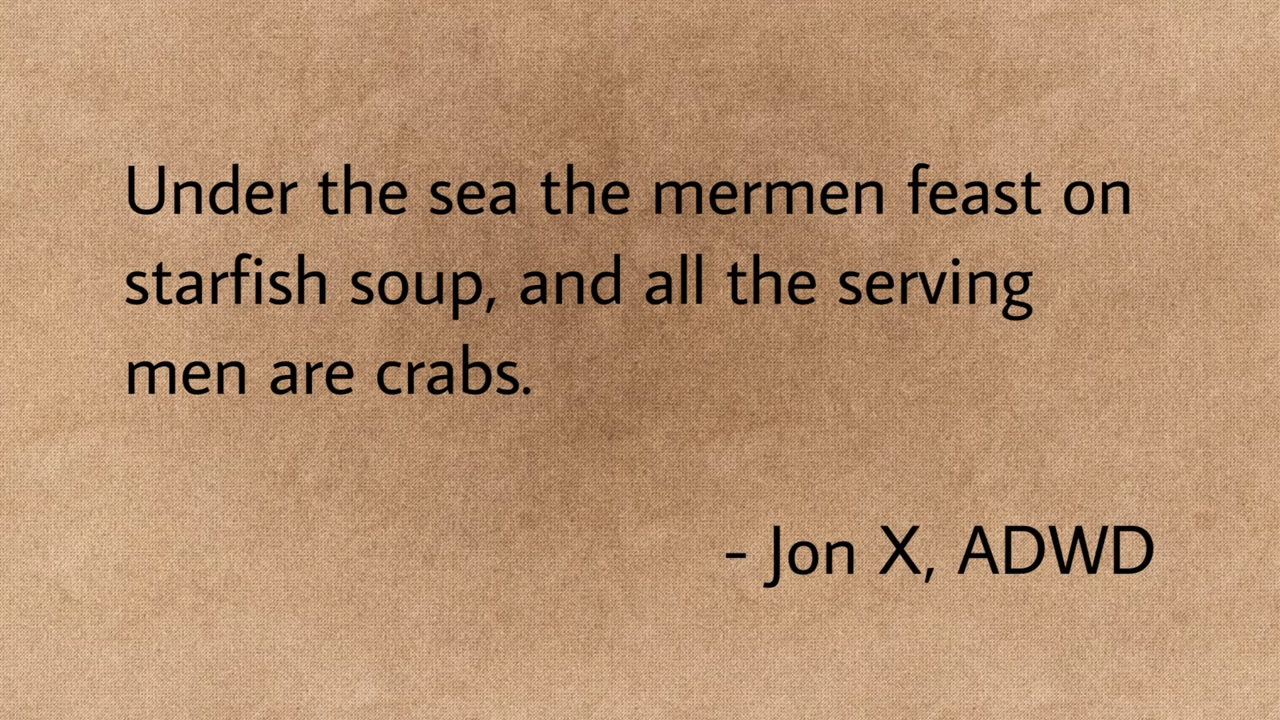 Under the sea the mermen feast on
starfish soup, and all the serving
men are crabs.
- Jon X, ADWD